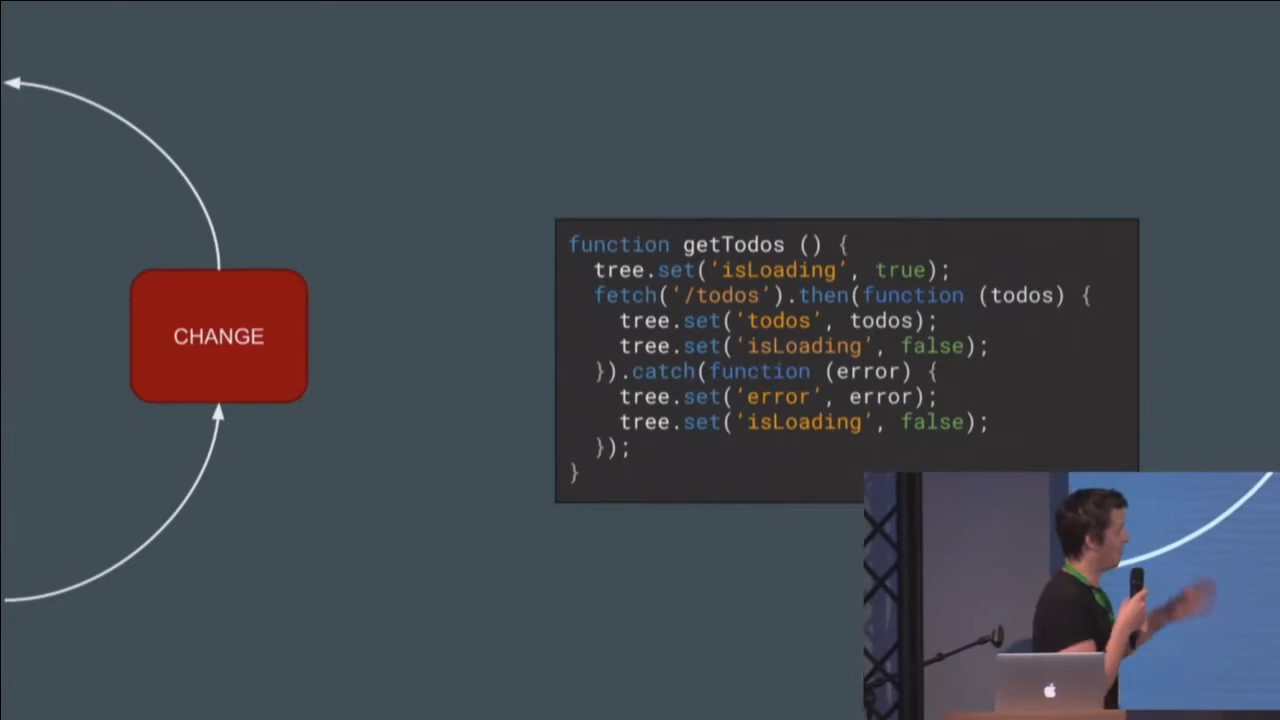 CHANGE
function getTodos () {
  tree.set(‘isLoading’, true);
  fetch(‘/todos’).then(function (todos) {
    tree.set(‘todos’, todos);
    tree.set(‘isLoading’, false);
  }).catch(function (error) {
    tree.set(‘error’, error);
    tree.set(‘isLoading’, false);
  });
}